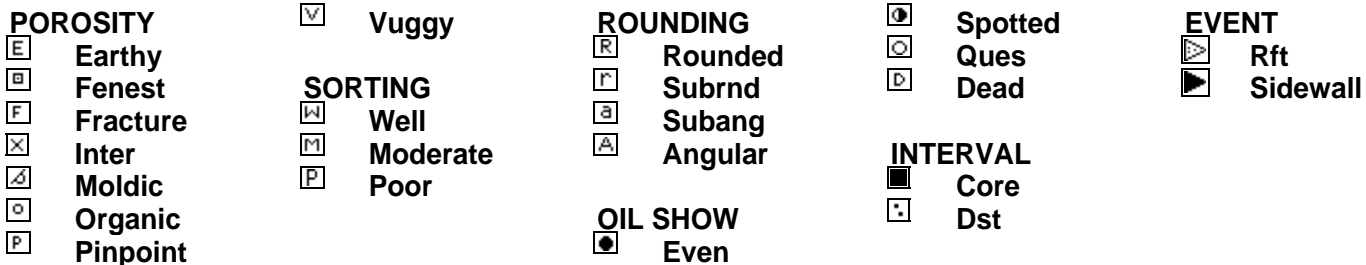 POROSITY
E Earthy
Fenest
F Fracture
X Inter
Moldic
Organic
P Pinpoint
V Vuggy
SORTING
W Well
M Moderate
P Poor
ROUNDING
R Rounded
r Subrnd
a Subang
A Angular
OIL SHOW
Even
Spotted
Ques
D Dead
INTERVAL
Core
Dst
EVENT
Rft
Sidewall